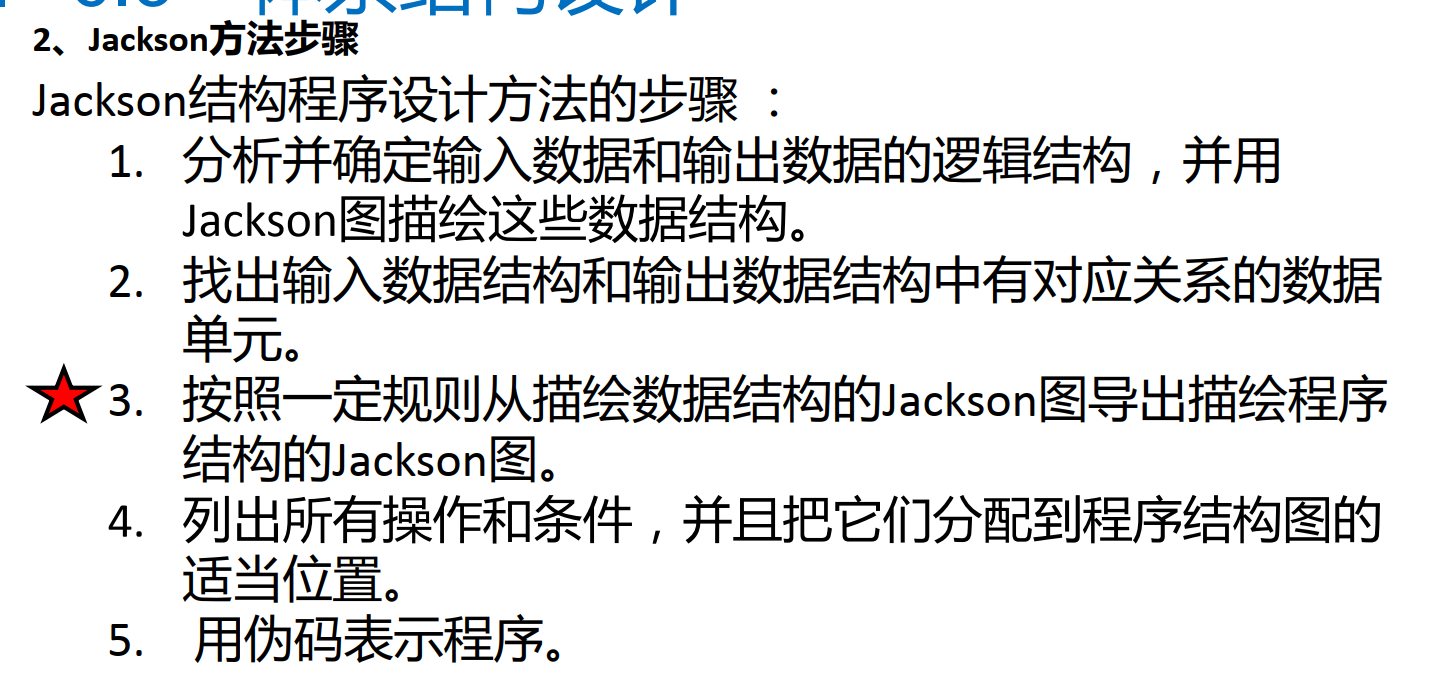 2、Jackson方法步骤
Jackson结构程序设计方法的步骤 ：
1. 分析并确定输入数据和输出数据的逻辑结构，并用
Jackson图描绘这些数据结构。
2. 找出输入数据结构和输出数据结构中有对应关系的数据
单元。
3. 按照一定规则从描绘数据结构的Jackson图导出描绘程序
结构的Jackson图。
4. 列出所有操作和条件，并且把它们分配到程序结构图的
适当位置。
5. 用伪码表示程序。